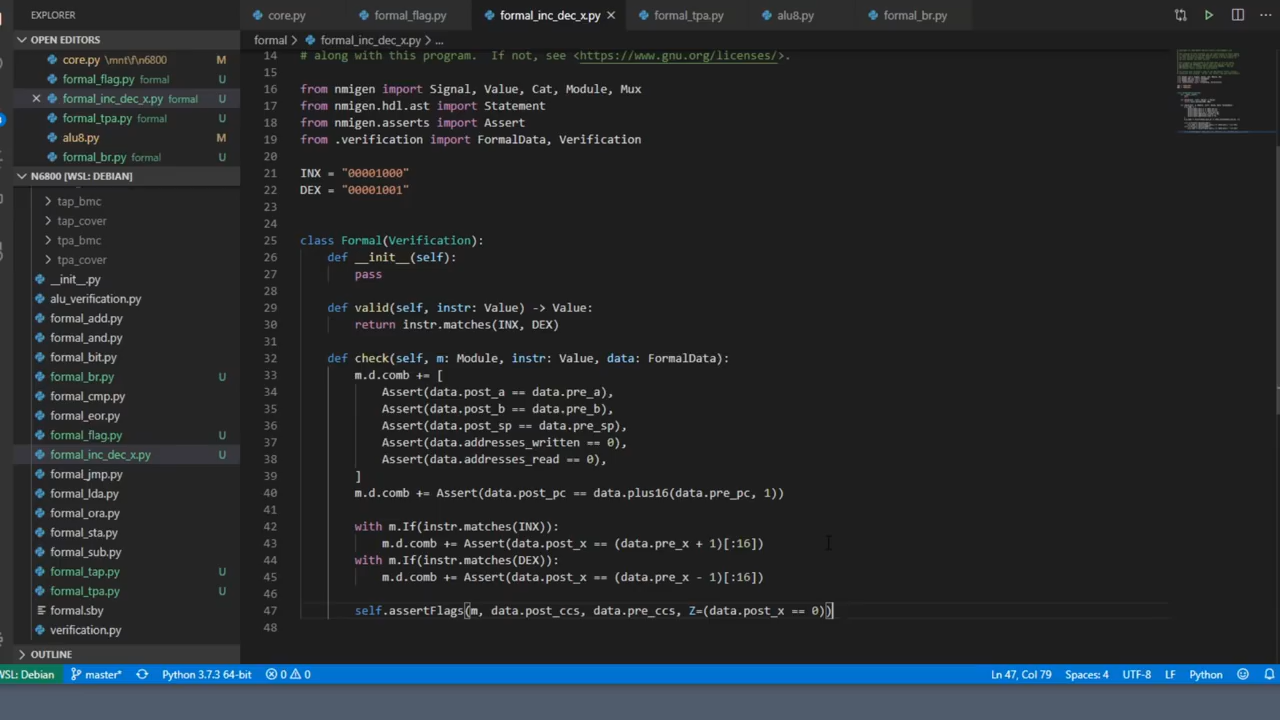 EXPLORER
core.py
formal_flag.py
formal_inc_dec_x.py
formal_tpa.py
alu8.py
formal_br.py
OPEN EDITORS
core.py \mnt\f\n6800 M
formal_flag.py formal U
formal_inc_dec_x.py formal U
formal_tpa.py formal U
alu8.py M
formal_br.py formal U
N6800 [WSL: DEBIAN]
tap_bmc
tap_cover
tpa_bmc
tpa_cover
__init__.py
alu_verification.py
formal_add.py
formal_and.py
formal_bit.py
formal_br.py U
formal_cmp.py
formal_eor.py
formal_flag.py U
formal_inc_dec_x.py U
formal_jmp.py
formal_lda.py
formal_ora.py
formal_sta.py
formal_sub.py
formal_tap.py U
formal_tpa.py U
formal.sby
verification.py
OUTLINE
formal > formal_inc_dec_x.py > ...
14 # along with this program.  If not, see <https://www.gnu.org/licenses/>.
15
16 from nmigen import Signal, Value, Cat, Module, Mux
17 from nmigen.hdl.ast import Statement
18 from nmigen.asserts import Assert
19 from .verification import FormalData, Verification
20
21 INX = "00001000"
22 DEX = "00001001"
23
24
25 class Formal(Verification):
26 def __init__(self):
27 pass
28
29 def valid(self, instr: Value) -> Value:
30 return instr.matches(INX, DEX)
31
32 def check(self, m: Module, instr: Value, data: FormalData):
33 m.d.comb += [
34 Assert(data.post_a == data.pre_a),
35 Assert(data.post_b == data.pre_b),
36 Assert(data.post_sp == data.pre_sp),
37 Assert(data.addresses_written == 0),
38 Assert(data.addresses_read == 0),
39 ]
40 m.d.comb += Assert(data.post_pc == data.plus16(data.pre_pc, 1))
41
42 with m.If(instr.matches(INX)):
43 m.d.comb += Assert(data.post_x == (data.pre_x + 1)[:16])
44 with m.If(instr.matches(DEX)):
45 m.d.comb += Assert(data.post_x == (data.pre_x - 1)[:16])
46
47 self.assertFlags(m, data.post_ccs, data.pre_ccs, Z=(data.post_x == 0))
48
WSL: Debian master* Python 3.7.3 64-bit 0 0 Ln 47, Col 79 Spaces: 4 UTF-8 LF Python